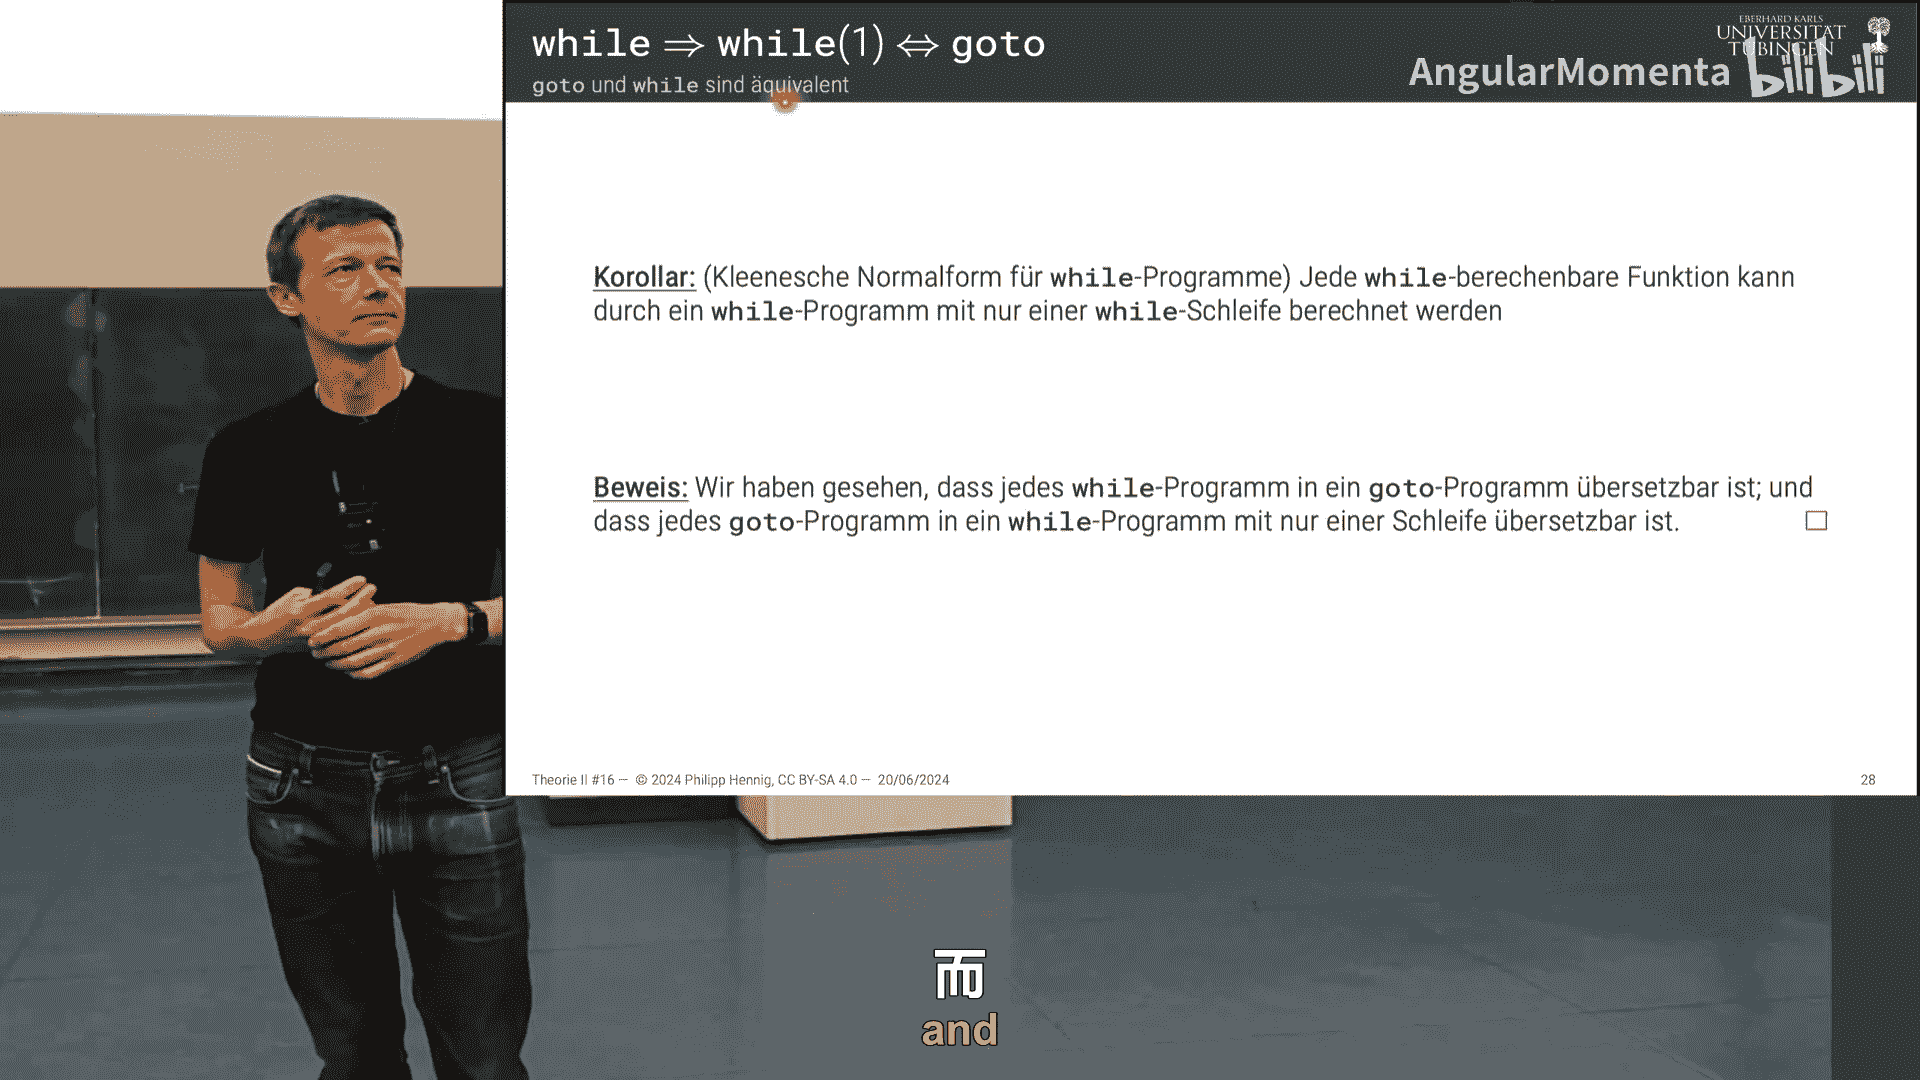 while ⇒ while(1) ⇔ goto
goto und while sind äquivalent
EBERHARD KARLS
UNIVERSITÄT
TÜBINGEN
AngularMomenta
bilibili
Korollar: (Kleenesche Normalform für while-Programme) Jede while-berechenbare Funktion kann
durch ein while-Programm mit nur einer while-Schleife berechnet werden
Beweis: Wir haben gesehen, dass jedes while-Programm in ein goto-Programm übersetzbar ist; und
dass jedes goto-Programm in ein while-Programm mit nur einer Schleife übersetzbar ist. □
Theorie II #16 — © 2024 Philipp Hennig, CC BY-SA 4.0 — 20/06/2024
28
而
and